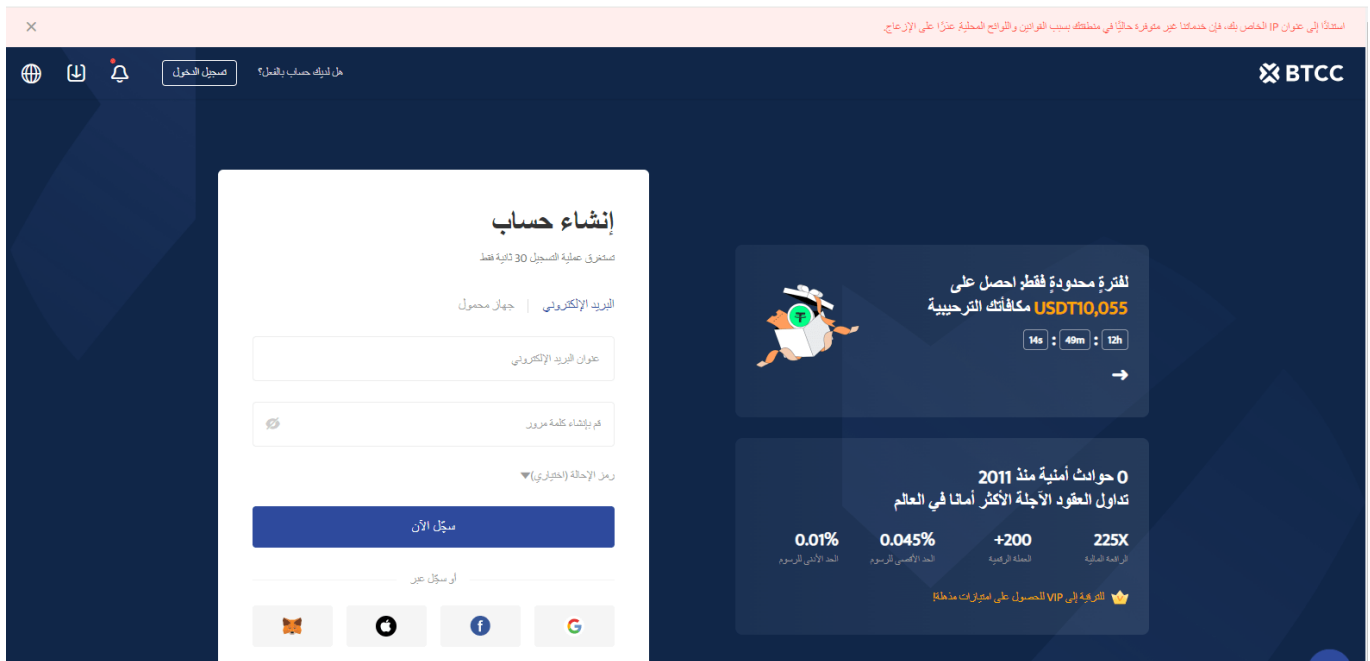 استنادًا إلى عنوان IP الخاص بك، فإن خدماتنا غير متوفرة حاليًا في منطقتك بسبب القوانين واللوائح المحلية عذرًا على الإزعاج.
BTCC
هل لديك حساب بالفعل؟
تسجيل الدخول
لفترةٍ محدودةٍ فقط، احصل على
USDT10,055 مكافأتك الترحيبية
12h : 49m : 14s
0 حوادث أمنية منذ 2011
تداول العقود الآجلة الأكثر أمانا في العالم
225X
الرافعة المالية
200+
العملة الرقمية
0.045%
الحد الأقصى للرسوم
0.01%
الحد الأدنى للرسوم
الترقية إلى VIP للحصول على امتيازات مذهلة!
إنشاء حساب
تستغرق عملية التسجيل 30 ثانية فقط
البريد الإلكتروني | جهاز محمول
عنوان البريد الإلكتروني
قم بإنشاء كلمة مرور
رمز الإحالة (اختياري)
سجّل الآن
أو سجّل عبر